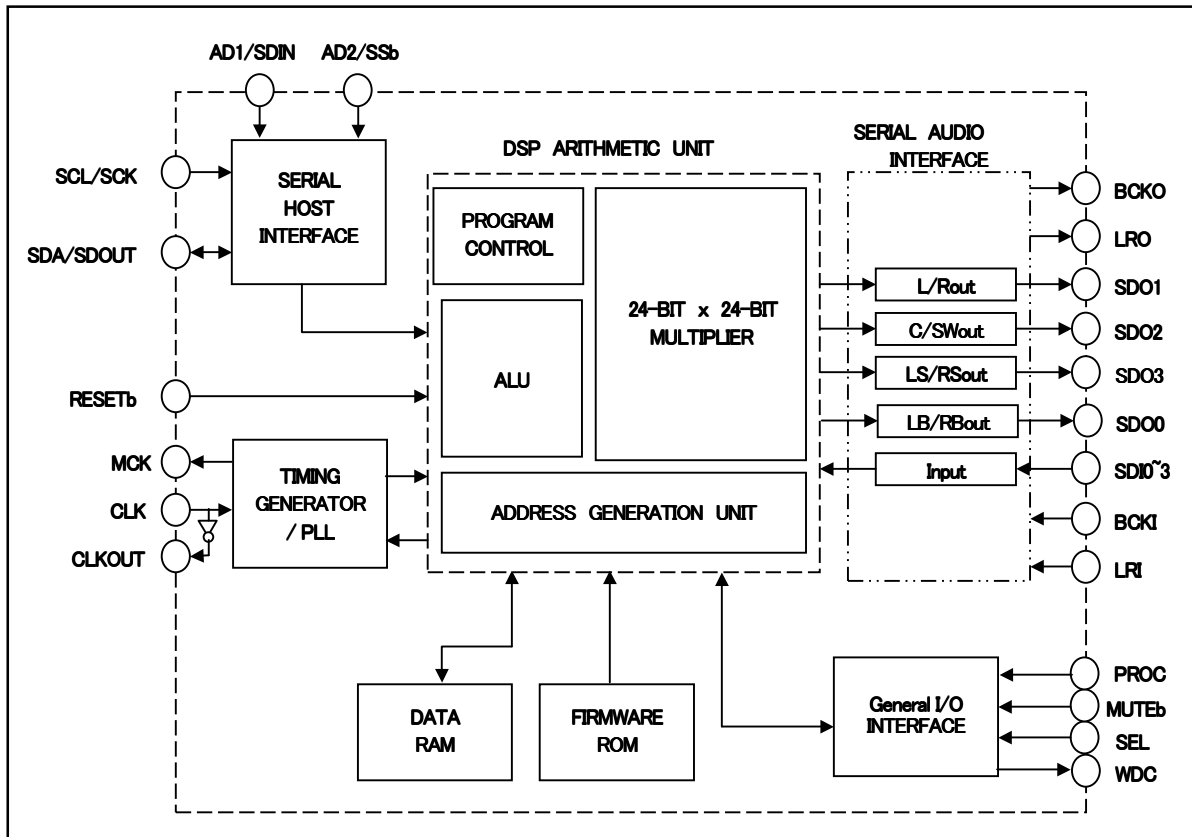 AD1/SDIN
AD2/SSb
SCL/SCK
SDA/SDOUT
RESETb
MCK
CLK
CLKOUT
SERIAL
HOST
INTERFACE
TIMING
GENERATOR
/ PLL
DSP ARITHMETIC UNIT
PROGRAM
CONTROL
ALU
24-BIT x 24-BIT
MULTIPLIER
ADDRESS GENERATION UNIT
DATA
RAM
FIRMWARE
ROM
SERIAL AUDIO
INTERFACE
L/Rout
C/SWout
LS/RSout
LB/RBout
Input
General I/O
INTERFACE
BCKO
LRO
SDO1
SDO2
SDO3
SDO0
SDI0~3
BCKI
LRI
PROC
MUTEb
SEL
WDC